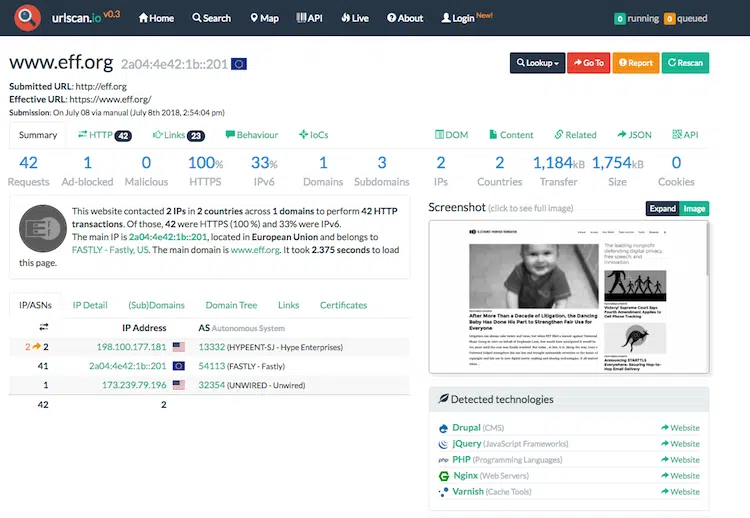 urlscan.io v0.3
Home Search Map API Live About Login New!
0 running 0 queued
www.eff.org 2a04:4e42:1b::201
Lookup Go To Report Rescan
Submitted URL: http://eff.org
Effective URL: https://www.eff.org/
Submission: On July 08 via manual (July 8th 2018, 2:54:04 pm)
Summary HTTP 42 Links 23 Behaviour IoCs
DOM Content Related JSON API
42 1 0 100% 33% 1 3 2 2 1,184kB 1,754kB 0
Requests Ad-blocked Malicious HTTPS IPv6 Domains Subdomains IPs Countries Transfer Size Cookies
This website contacted 2 IPs in 2 countries across 1 domains to perform 42 HTTP
transactions. Of those, 42 were HTTPS (100 %) and 33% were IPv6.
The main IP is 2a04:4e42:1b::201, located in European Union and belongs to
FASTLY - Fastly, US. The main domain is www.eff.org. It took 2.375 seconds to load
this page.
Screenshot (click to see full image)
Expand Image
The leading nonprofit
defending digital privacy,
free speech, and
innovation.
After More Than a Decade of Litigation, the Dancing
Baby Has Done His Part to Strengthen Fair Use for
Everyone
Victory! Supreme Court Says
Fourth Amendment Applies to
Cell Phone Tracking
Announcing STARTTLS
Everywhere: Securing Hop-to-
Hop Email Delivery
IP/ASNs IP Detail (Sub)Domains Domain Tree Links Certificates
IP Address AS Autonomous System
2 2 198.100.177.181 13332 (HYPEENT-SJ - Hype Enterprises)
41 2a04:4e42:1b::201 54113 (FASTLY - Fastly)
1 173.239.79.196 32354 (UNWIRED - Unwired)
42 2
Detected technologies
Drupal (CMS) Website
jQuery (JavaScript Frameworks) Website
php PHP (Programming Languages) Website
Nginx (Web Servers) Website
Varnish (Cache Tools) Website